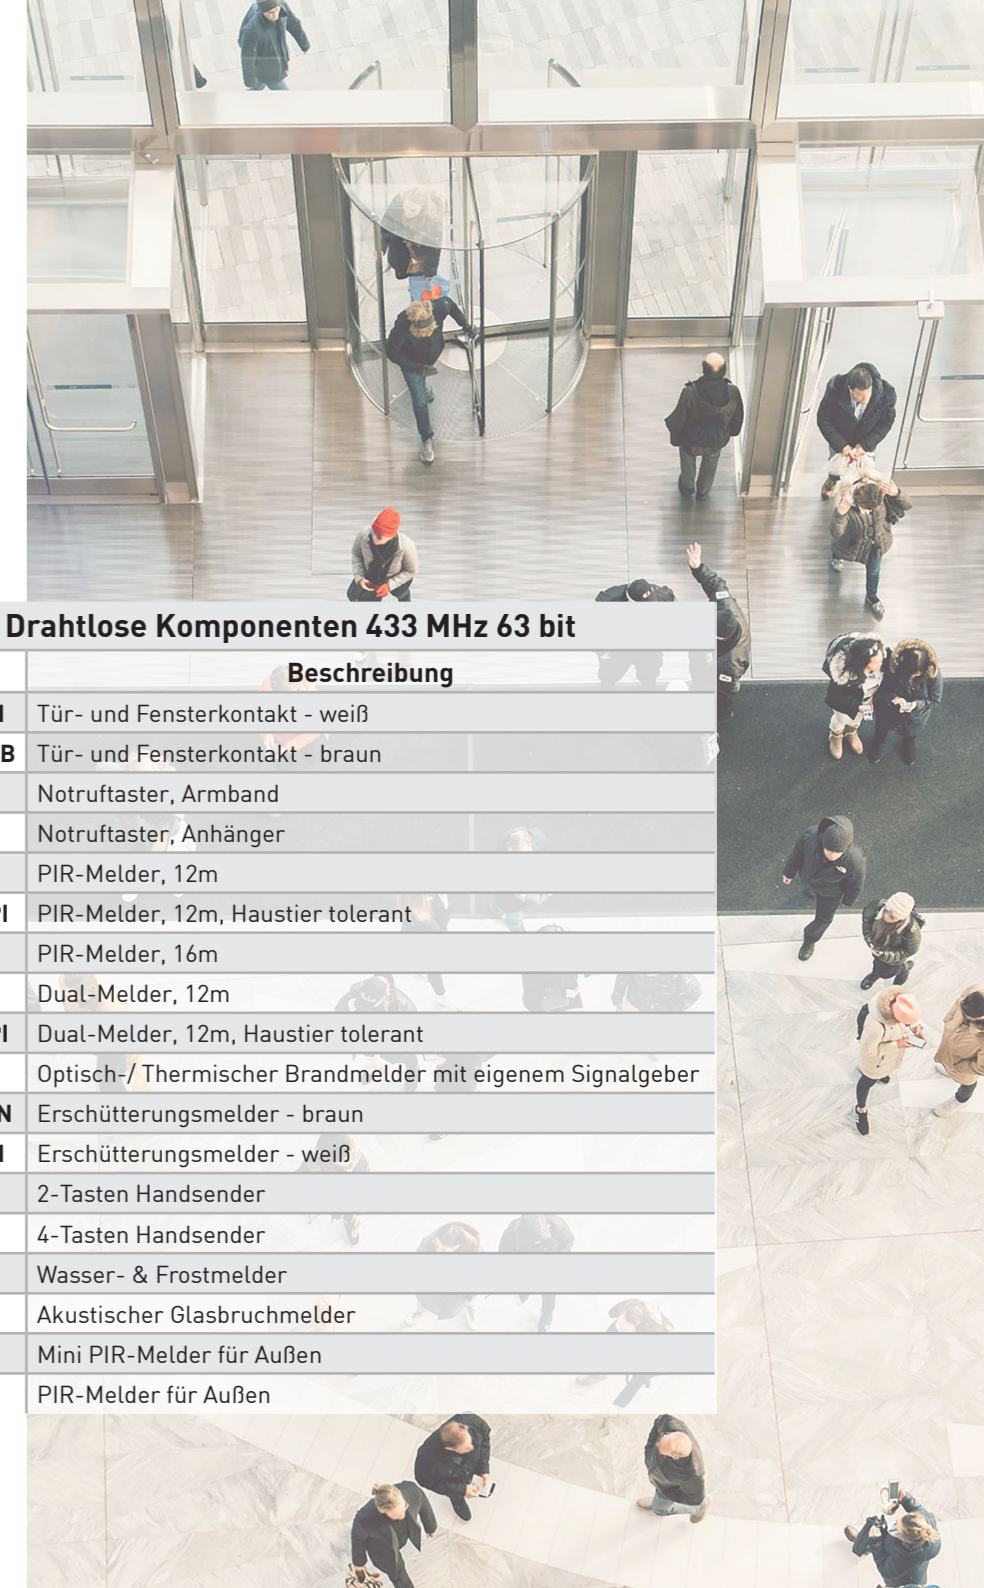 Drahtlose Komponenten 433 MHz 63 bit
Beschreibung
Tür- und Fensterkontakt - weiß
B Tür- und Fensterkontakt - braun
Notruftaster, Armband
Notruftaster, Anhänger
PIR-Melder, 12m
I PIR-Melder, 12m, Haustier tolerant
PIR-Melder, 16m
Dual-Melder, 12m
I Dual-Melder, 12m, Haustier tolerant
Optisch-/ Thermischer Brandmelder mit eigenem Signalgeber
N Erschütterungsmelder - braun
Erschütterungsmelder - weiß
2-Tasten Handsender
4-Tasten Handsender
Wasser- & Frostmelder
Akustischer Glasbruchmelder
Mini PIR-Melder für Außen
PIR-Melder für Außen